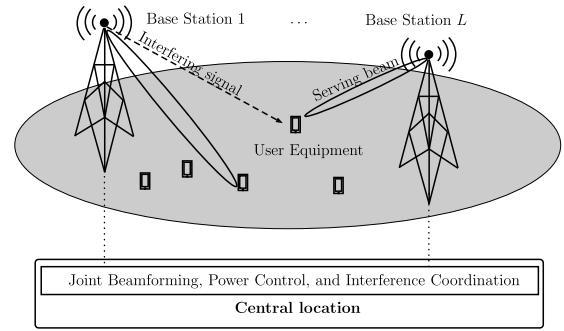 Base Station 1 ... Base Station L
Interfering signal
Serving beam
User Equipment
Joint Beamforming, Power Control, and Interference Coordination
Central location